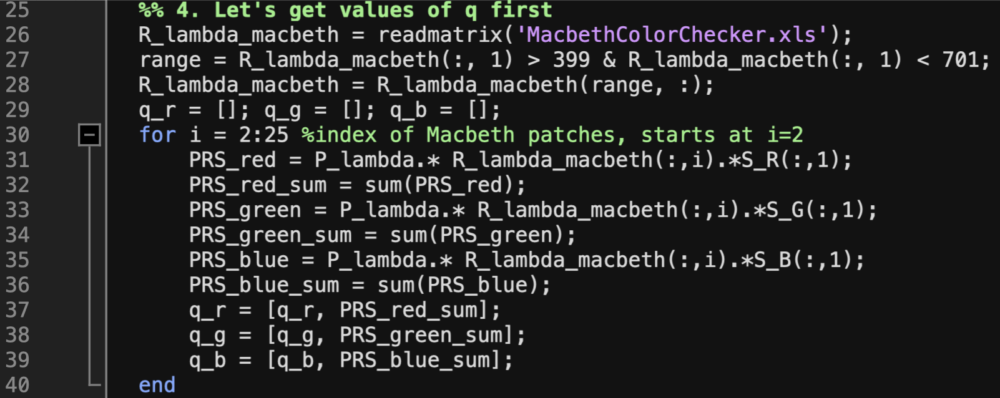 25 %% 4. Let's get values of q first
26 R_lambda_macbeth = readmatrix('MacbethColorChecker.xls');
27 range = R_lambda_macbeth(:, 1) > 399 & R_lambda_macbeth(:, 1) < 701;
28 R_lambda_macbeth = R_lambda_macbeth(range, :);
29 q_r = []; q_g = []; q_b = [];
30 for i = 2:25 %index of Macbeth patches, starts at i=2
31 PRS_red = P_lambda.* R_lambda_macbeth(:,i).*S_R(:,1);
32 PRS_red_sum = sum(PRS_red);
33 PRS_green = P_lambda.* R_lambda_macbeth(:,i).*S_G(:,1);
34 PRS_green_sum = sum(PRS_green);
35 PRS_blue = P_lambda.* R_lambda_macbeth(:,i).*S_B(:,1);
36 PRS_blue_sum = sum(PRS_blue);
37 q_r = [q_r, PRS_red_sum];
38 q_g = [q_g, PRS_green_sum];
39 q_b = [q_b, PRS_blue_sum];
40 end